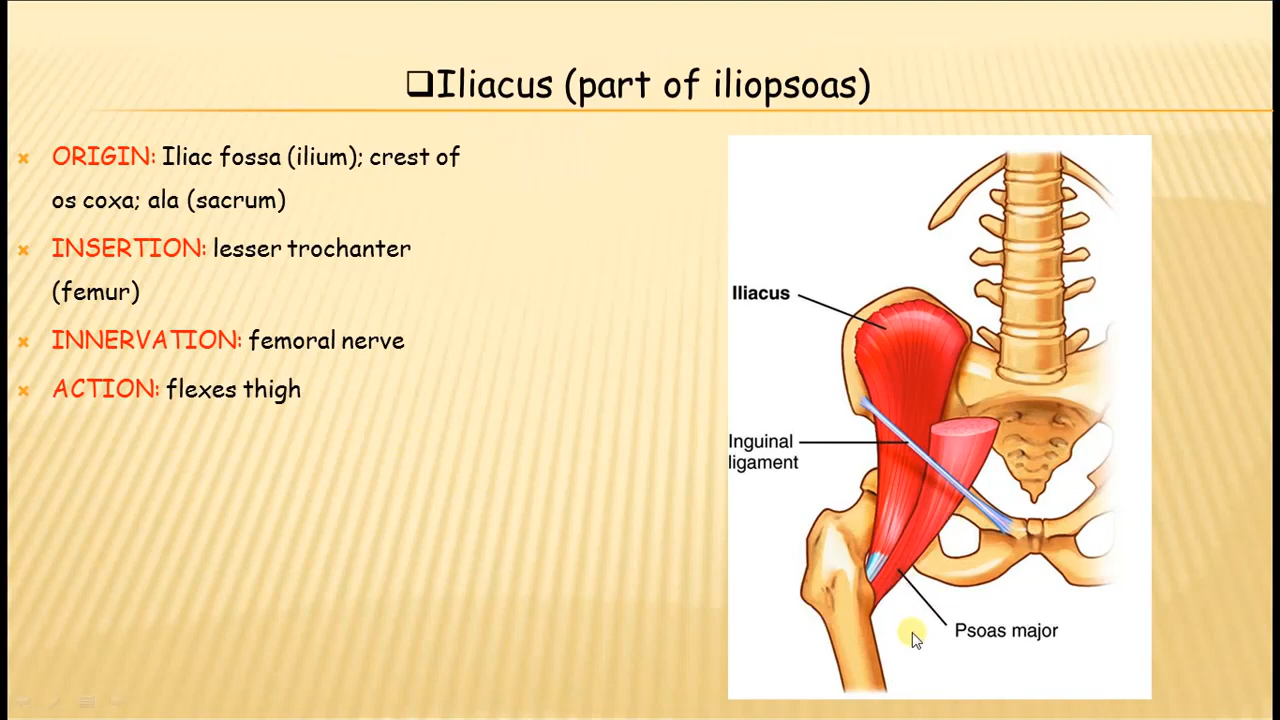 ❑Iliacus (part of iliopsoas)
ORIGIN: Iliac fossa (ilium); crest of
os coxa; ala (sacrum)
INSERTION: lesser trochanter
(femur)
INNERVATION: femoral nerve
ACTION: flexes thigh
Iliacus
Inguinal
ligament
Psoas major